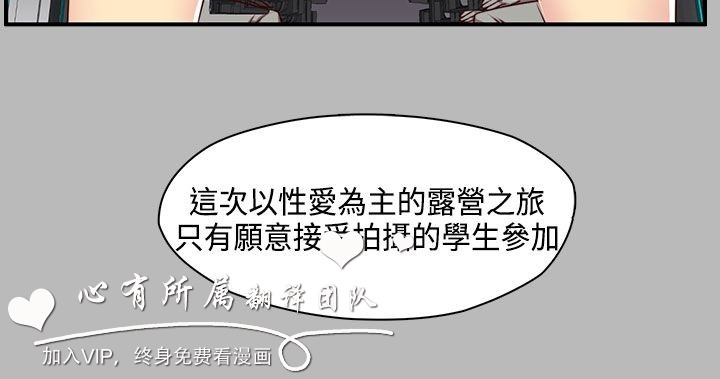 這次以性愛為主的露營之旅
只有願意接受拍攝的學生參加
心有所属翻译团队
加入VIP，终身免费看漫画